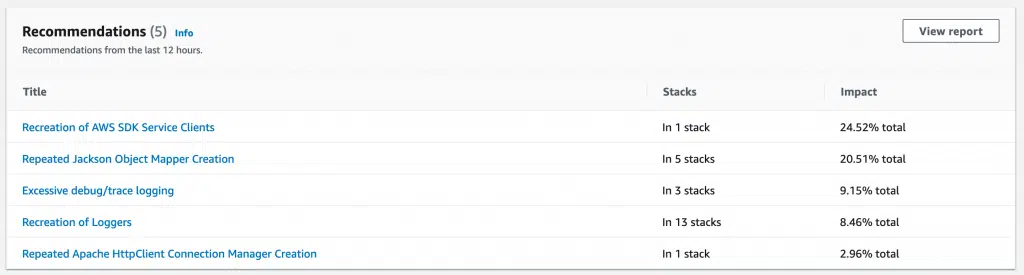 Recommendations (5) Info
View report
Recommendations from the last 12 hours.
Title Stacks Impact
Recreation of AWS SDK Service Clients In 1 stack 24.52% total
Repeated Jackson Object Mapper Creation In 5 stacks 20.51% total
Excessive debug/trace logging In 3 stacks 9.15% total
Recreation of Loggers In 13 stacks 8.46% total
Repeated Apache HttpClient Connection Manager Creation In 1 stack 2.96% total